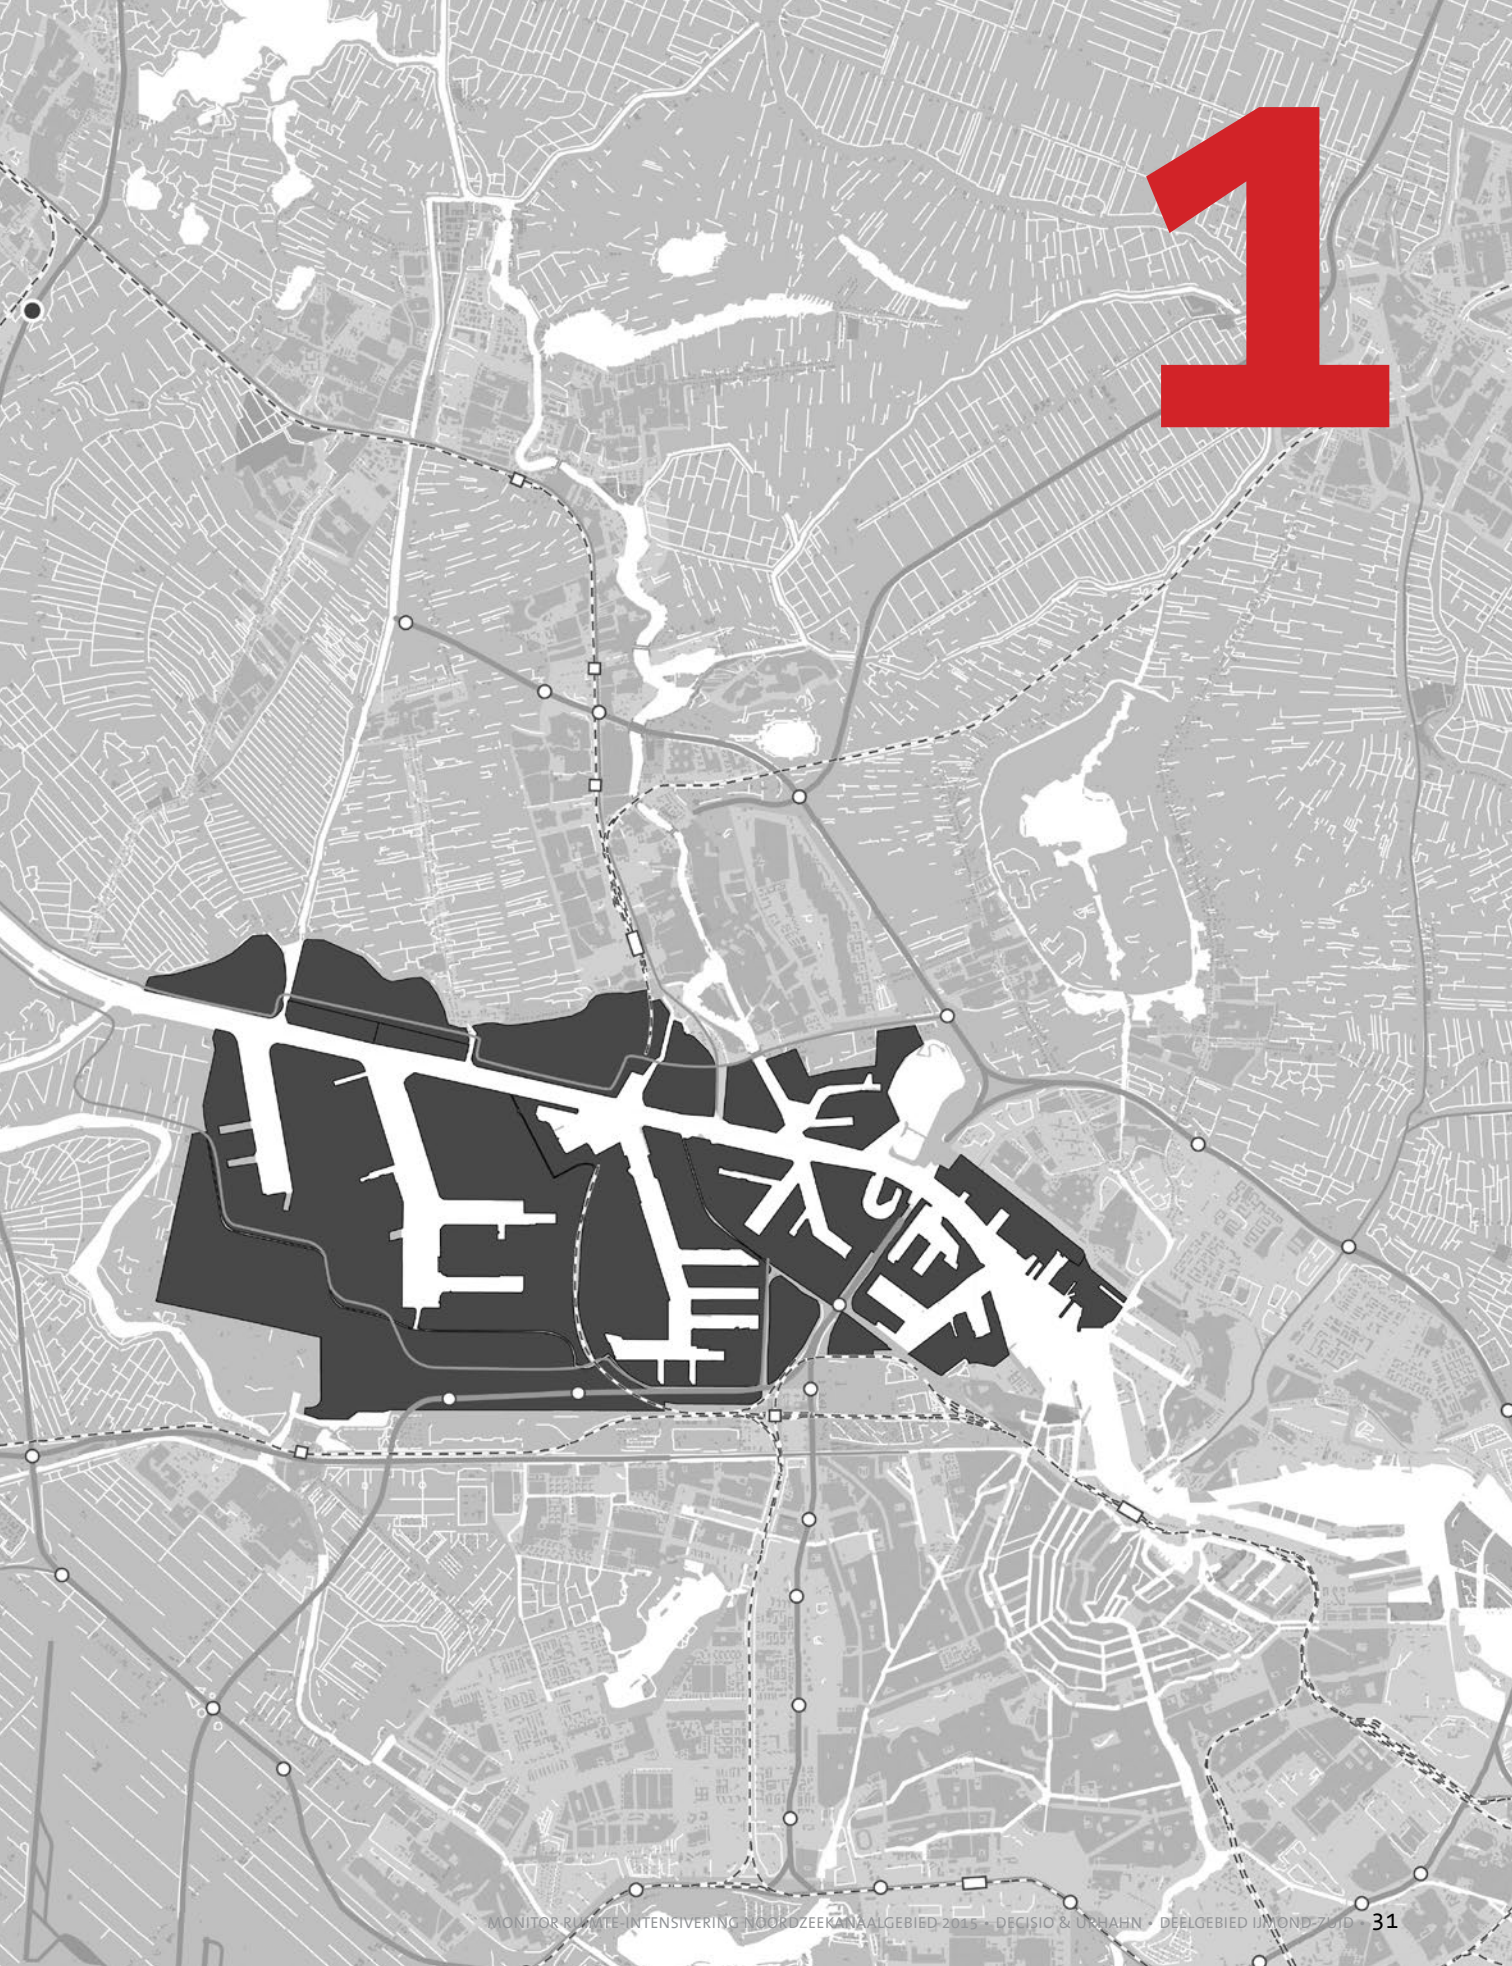 1
MONITOR RUIMTE-INTENSIVERING NOORDZEEKANAALGEBIED 2015 • DECISIO & URHAHN • DEELGEBIED IJMOND-ZUID • 31